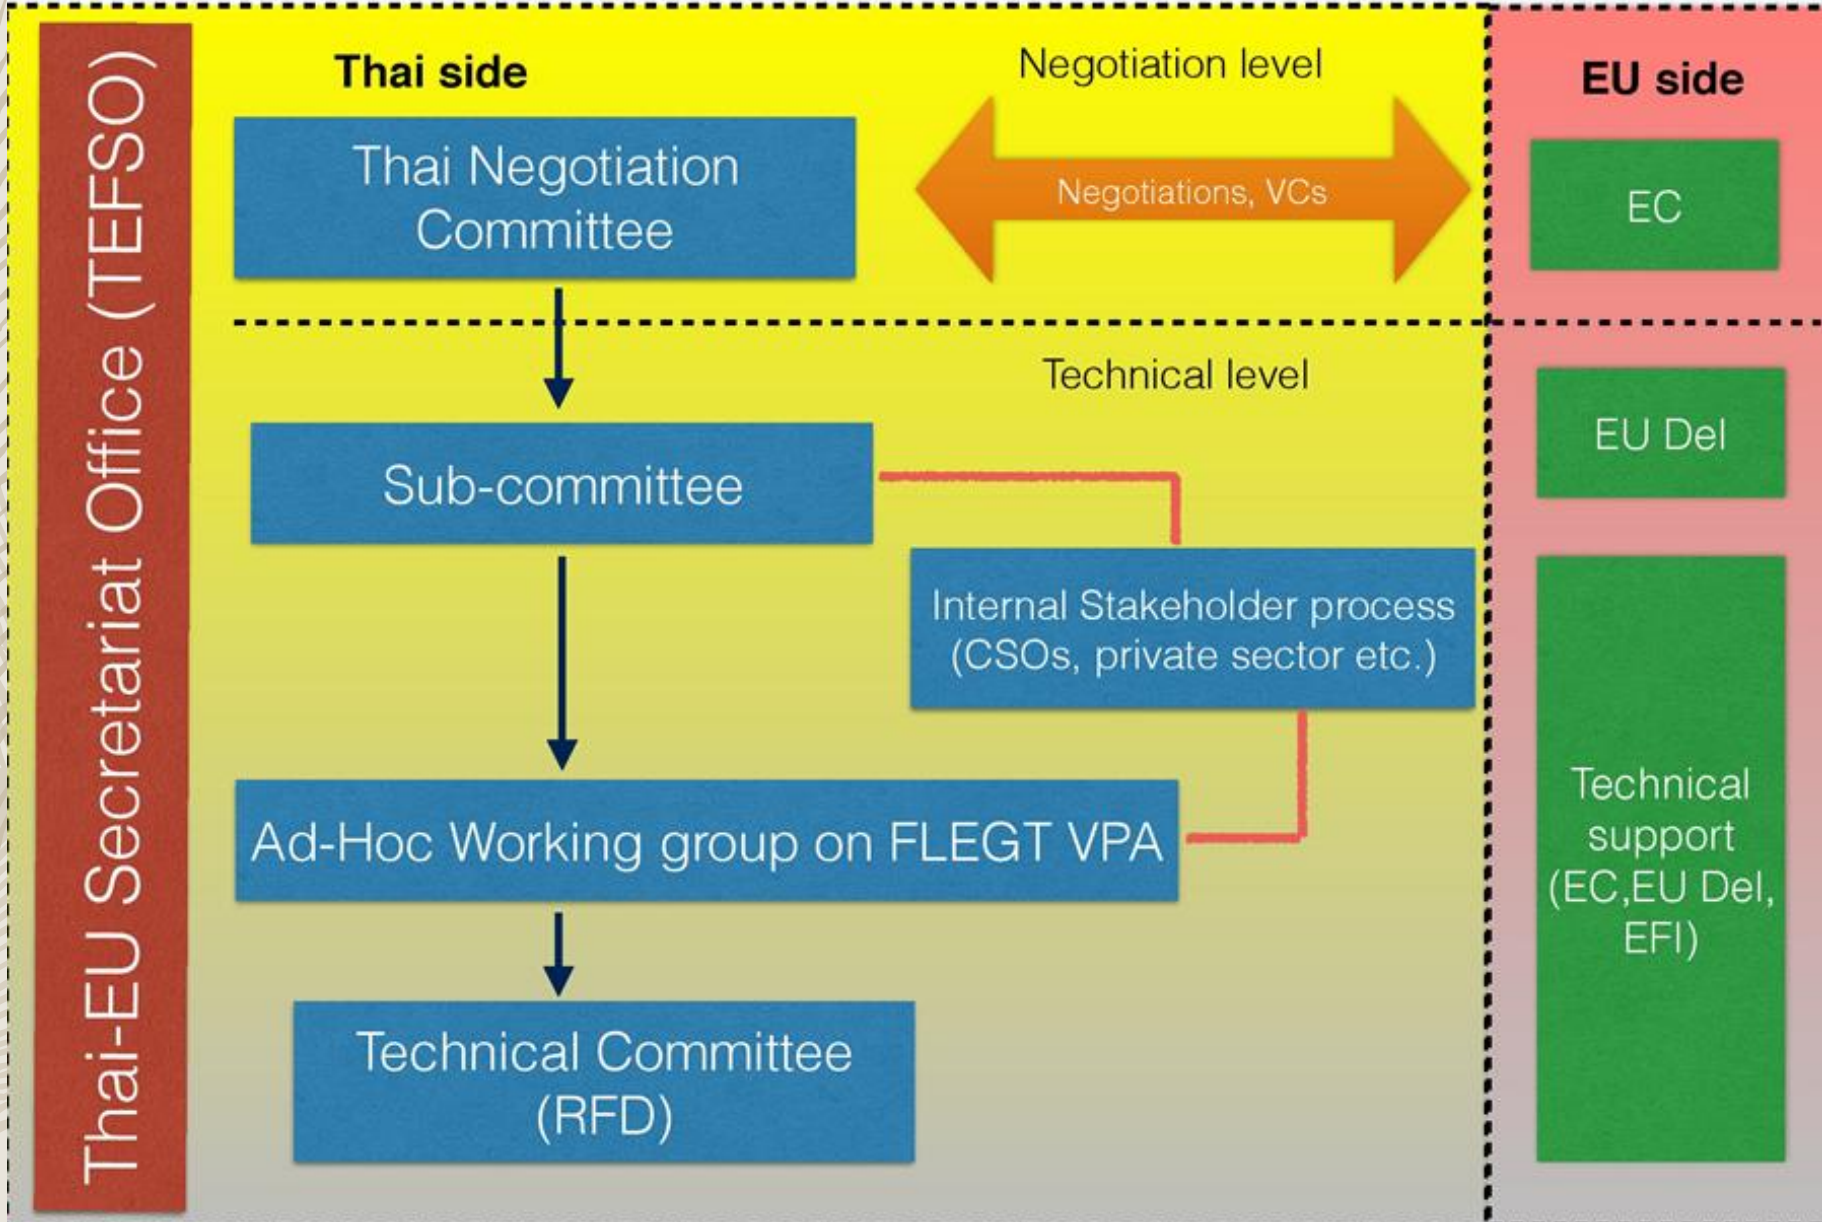 Thai-EU Secretariat Office (TEFSO)
Thai side
Negotiation level
EU side
Thai Negotiation
Committee
Negotiations, VCs
EC
Technical level
EU Del
Sub-committee
Internal Stakeholder process
(CSOs, private sector etc.)
Technical
support
(EC,EU Del,
EFI)
Ad-Hoc Working group on FLEGT VPA
Technical Committee
(RFD)